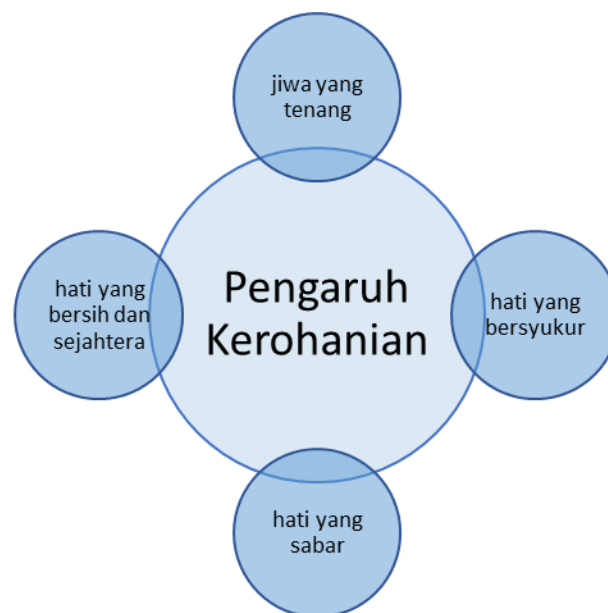 jiwa yang
tenang
Pengaruh
Kerohanian
hati yang
bersih dan
sejahtera
hati yang
bersyukur
hati yang
sabar